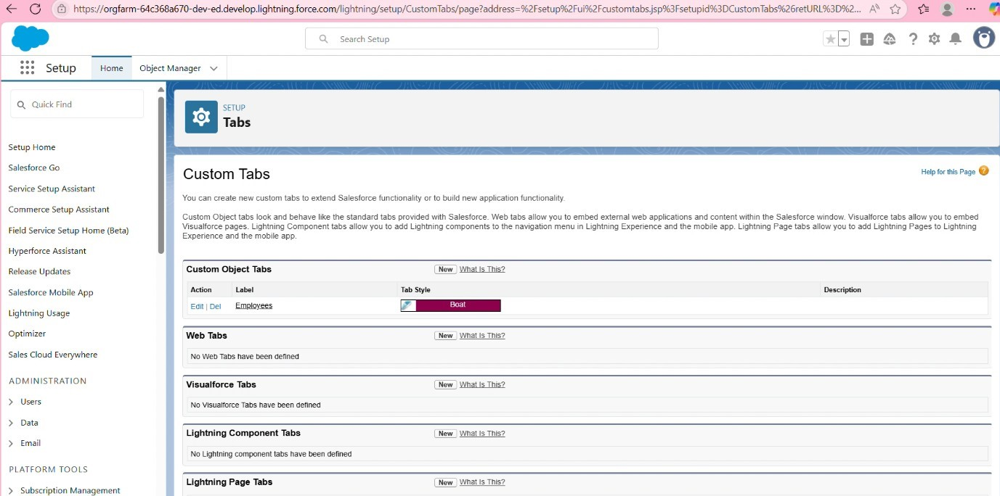 https://orgfarm-64c368a670-dev-ed.develop.lightning.force.com/lightning/setup/CustomTabs/page?address=%2Fsetup%2Fui%2Fcustomtabs.jsp%3Fsetupid%3DCustomTabs%26retURL%3D%2...
Search Setup
Setup
Home
Object Manager
Quick Find
Setup Home
Salesforce Go
Service Setup Assistant
Commerce Setup Assistant
Field Service Setup Home (Beta)
Hyperforce Assistant
Release Updates
Salesforce Mobile App
Lightning Usage
Optimizer
Sales Cloud Everywhere
ADMINISTRATION
Users
Data
Email
PLATFORM TOOLS
Subscription Management
SETUP
Tabs
Custom Tabs
Help for this Page
You can create new custom tabs to extend Salesforce functionality or to build new application functionality.
Custom Object tabs look and behave like the standard tabs provided with Salesforce. Web tabs allow you to embed external web applications and content within the Salesforce window. Visualforce tabs allow you to embed
Visualforce pages. Lightning Component tabs allow you to add Lightning components to the navigation menu in Lightning Experience and the mobile app. Lightning Page tabs allow you to add Lightning Pages to Lightning
Experience and the mobile app.
Custom Object Tabs New What Is This?
Action Label Tab Style Description
Edit | Del Employees Boat
Web Tabs New What Is This?
No Web Tabs have been defined
Visualforce Tabs New What Is This?
No Visualforce Tabs have been defined
Lightning Component Tabs New What Is This?
No Lightning component tabs have been defined
Lightning Page Tabs New What Is This?